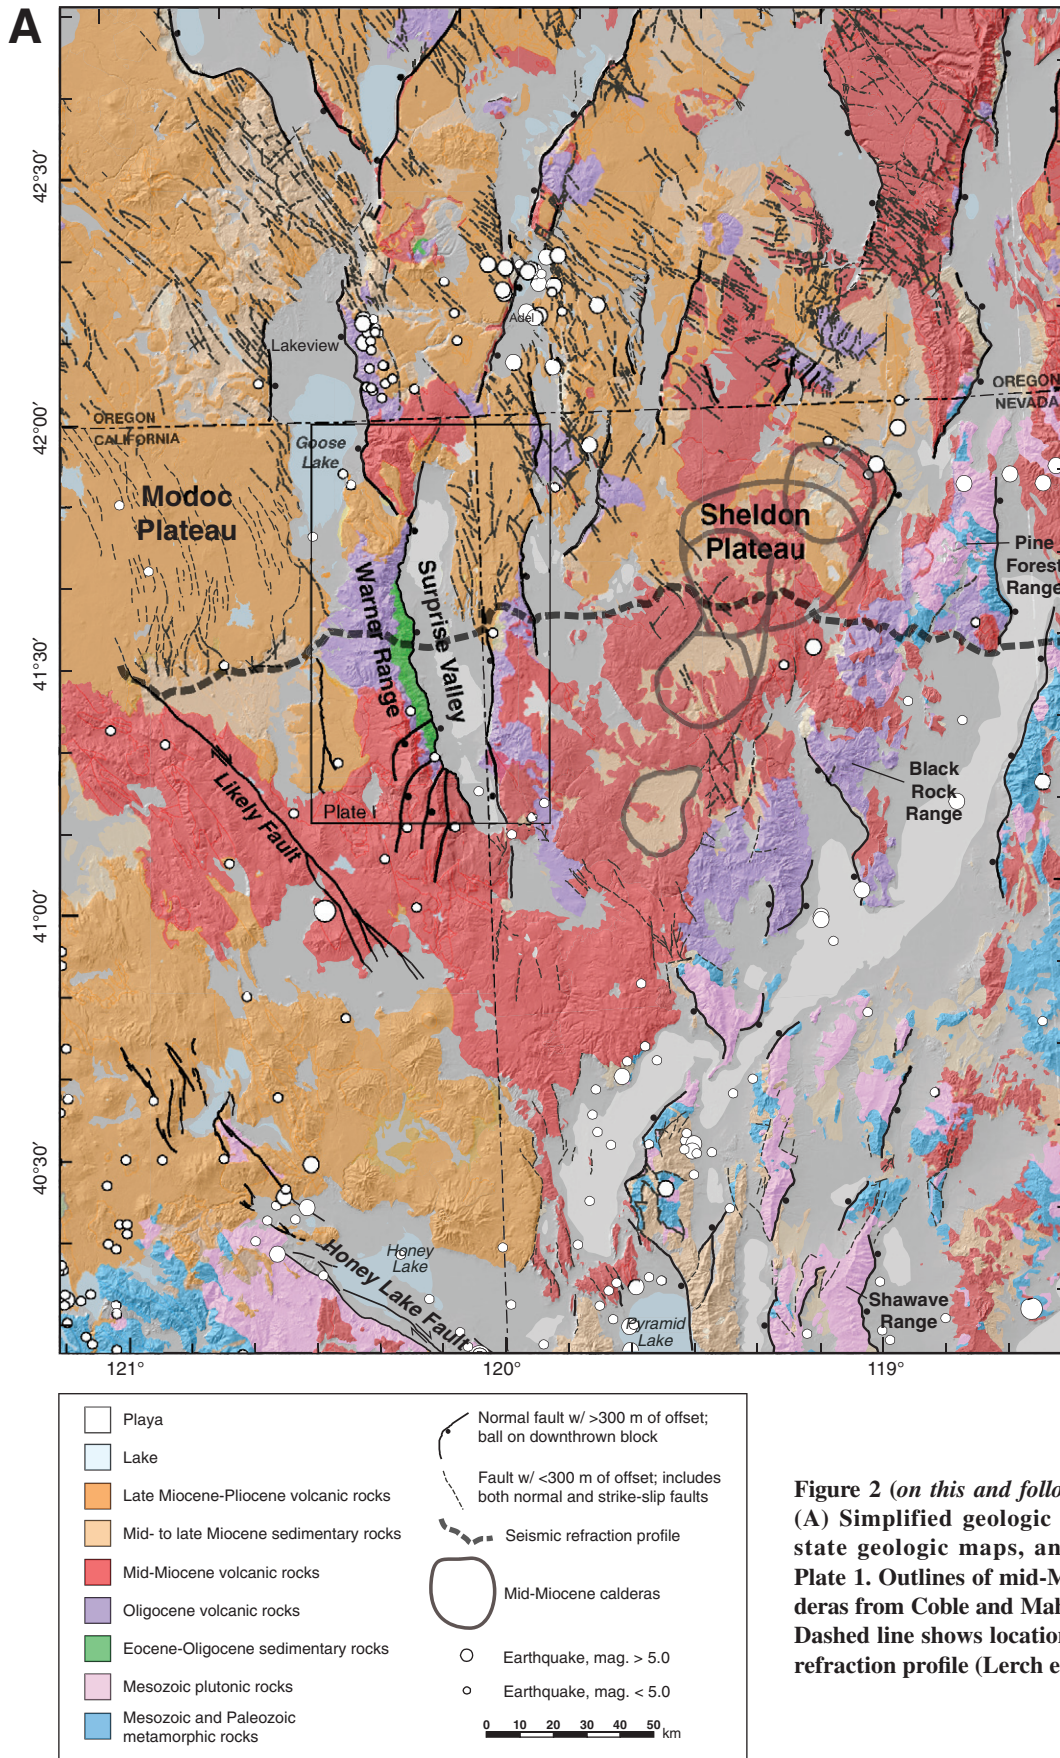 A
42°30'
42°00'
41°30'
41°00'
40°30'
121°
120°
119°
Lakeview
Adel
OREGON
CALIFORNIA
OREGON
NEVADA
Goose
Lake
Modoc
Plateau
Sheldon
Plateau
Pine
Forest
Range
Warner Range
Surprise Valley
Likely Fault
Plate I
Black
Rock
Range
Honey Lake Fault
Honey
Lake
Pyramid
Lake
Shawave
Range
Playa
Lake
Late Miocene-Pliocene volcanic rocks
Mid- to late Miocene sedimentary rocks
Mid-Miocene volcanic rocks
Oligocene volcanic rocks
Eocene-Oligocene sedimentary rocks
Mesozoic plutonic rocks
Mesozoic and Paleozoic
metamorphic rocks
Normal fault w/ >300 m of offset;
ball on downthrown block
Fault w/ <300 m of offset; includes
both normal and strike-slip faults
Seismic refraction profile
Mid-Miocene calderas
Earthquake, mag. > 5.0
Earthquake, mag. < 5.0
0 10 20 30 40 50 km
Figure 2 (on this and follo
(A) Simplified geologic
state geologic maps, an
Plate 1. Outlines of mid-M
deras from Coble and Mah
Dashed line shows location
refraction profile (Lerch e